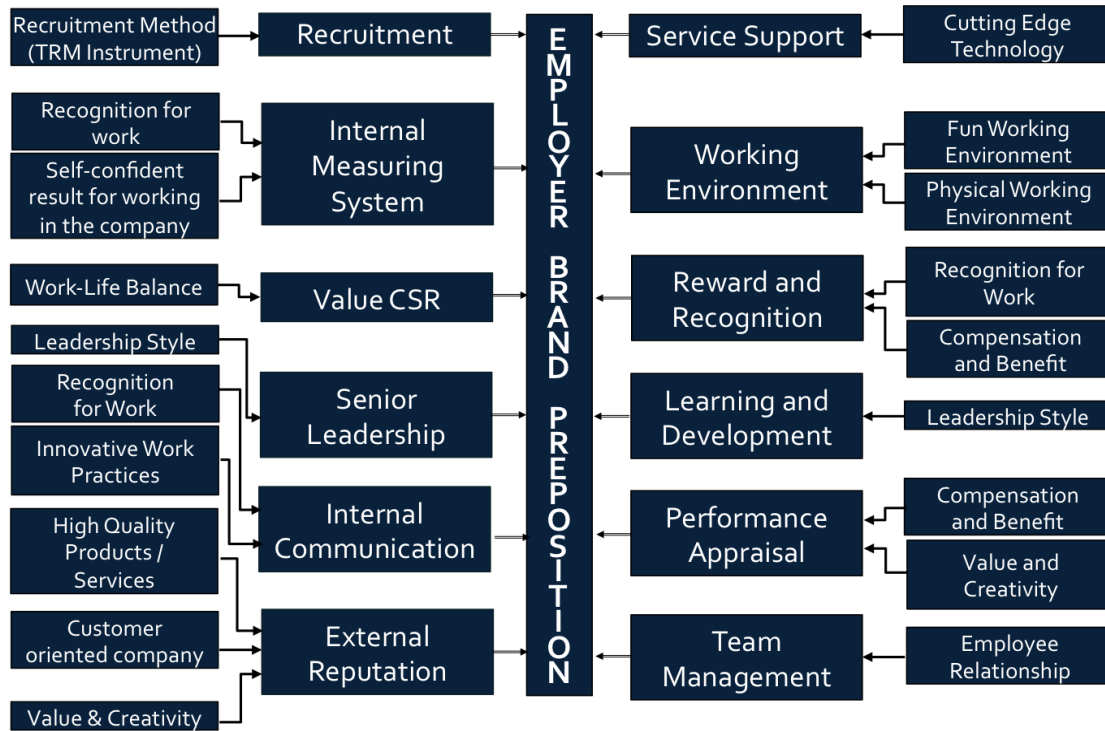 Recruitment Method
(TRM Instrument)
Recruitment
Recognition for
work
Self-confident
result for working
in the company
Internal
Measuring
System
Work-Life Balance
Value CSR
Leadership Style
Senior
Leadership
Recognition
for Work
Innovative Work
Practices
Internal
Communication
High Quality
Products /
Services
Customer
oriented company
Value & Creativity
External
Reputation
EMPLOYER BRAND PREPOSITION
Service Support
Cutting Edge
Technology
Working
Environment
Fun Working
Environment
Physical Working
Environment
Reward and
Recognition
Recognition for
Work
Compensation
and Benefit
Learning and
Development
Leadership Style
Performance
Appraisal
Compensation
and Benefit
Value and
Creativity
Team
Management
Employee
Relationship